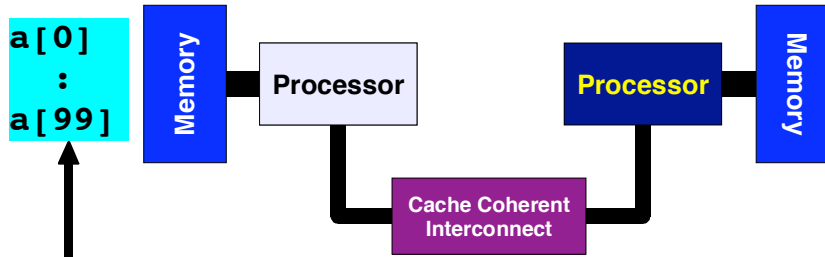 a[0]
:
a[99]
Memory
Processor
Processor
Memory
Cache Coherent
Interconnect